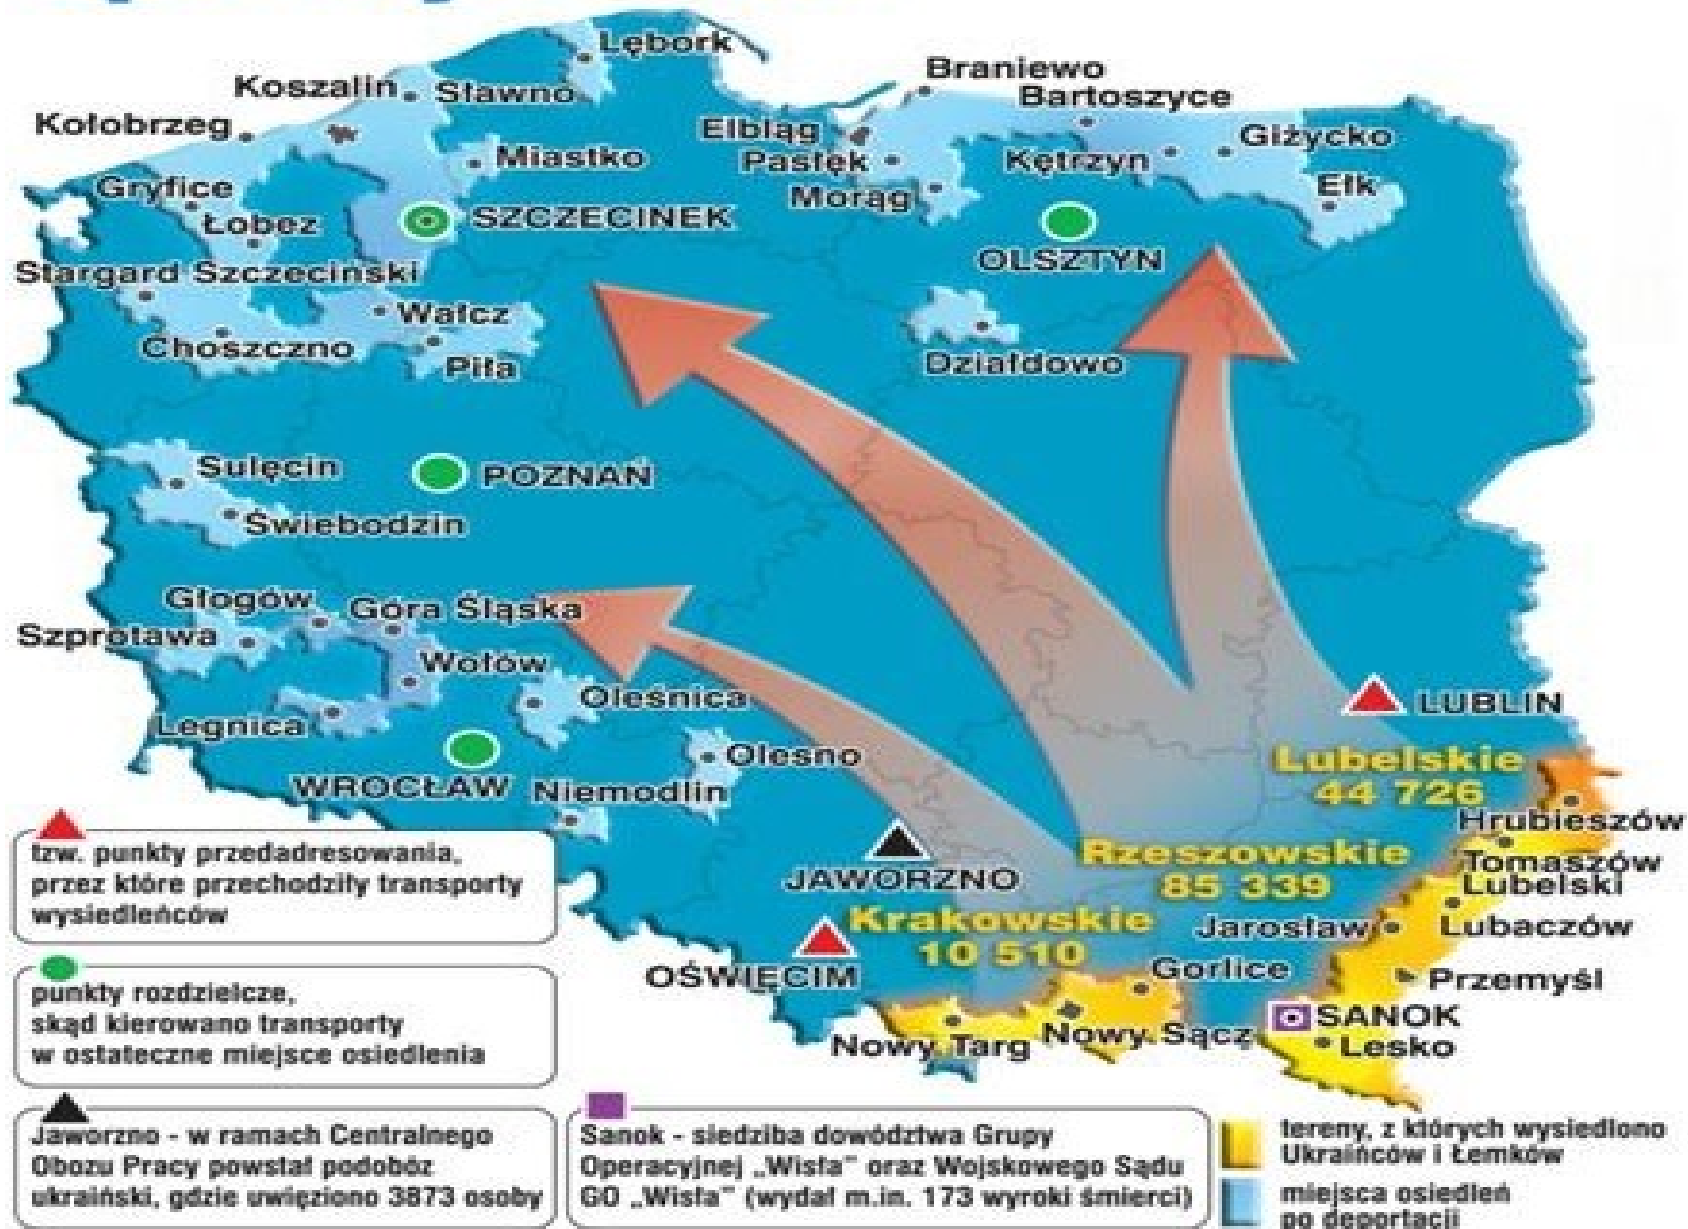 Lębork
Braniewo
Koszalin
Sławno
Bartoszyce
Kołobrzeg
Elbląg
Giżycko
Miastko
Pasłęk
Kętrzyn
Gryfice
Morąg
Ełk
Łobez
SZCZECINEK
OLSZTYN
Stargard Szczeciński
Wałcz
Choszczno
Piła
Działdowo
Sulęcin
POZNAŃ
Świebodzin
Głogów
Góra Śląska
Szprotawa
Wołów
Oleśnica
LUBLIN
Legnica
Olesno
WROCŁAW
Niemodlin
Lubelskie
44 726
Hrubieszów
Rzeszowskie
85 339
Tomaszów
Lubelski
JAWORZNO
Krakowskie
10 510
Jarosław
Lubaczów
OŚWIĘCIM
Gorlice
Przemyśl
SANOK
Nowy Targ
Nowy Sącz
Lesko
tzw. punkty przedadresowania,
przez które przechodziły transporty
wysiedleńców
punkty rozdzielcze,
skąd kierowano transporty
w ostateczne miejsce osiedlenia
Jaworzno - w ramach Centralnego
Obozu Pracy powstał podobóz
ukraiński, gdzie uwięziono 3873 osoby
Sanok - siedziba dowództwa Grupy
Operacyjnej „Wisła” oraz Wojskowego Sądu
GO „Wisła” (wydał m.in. 173 wyroki śmierci)
tereny, z których wysiedlono
Ukraińców i Łemków
miejsca osiedleń
po deportacji